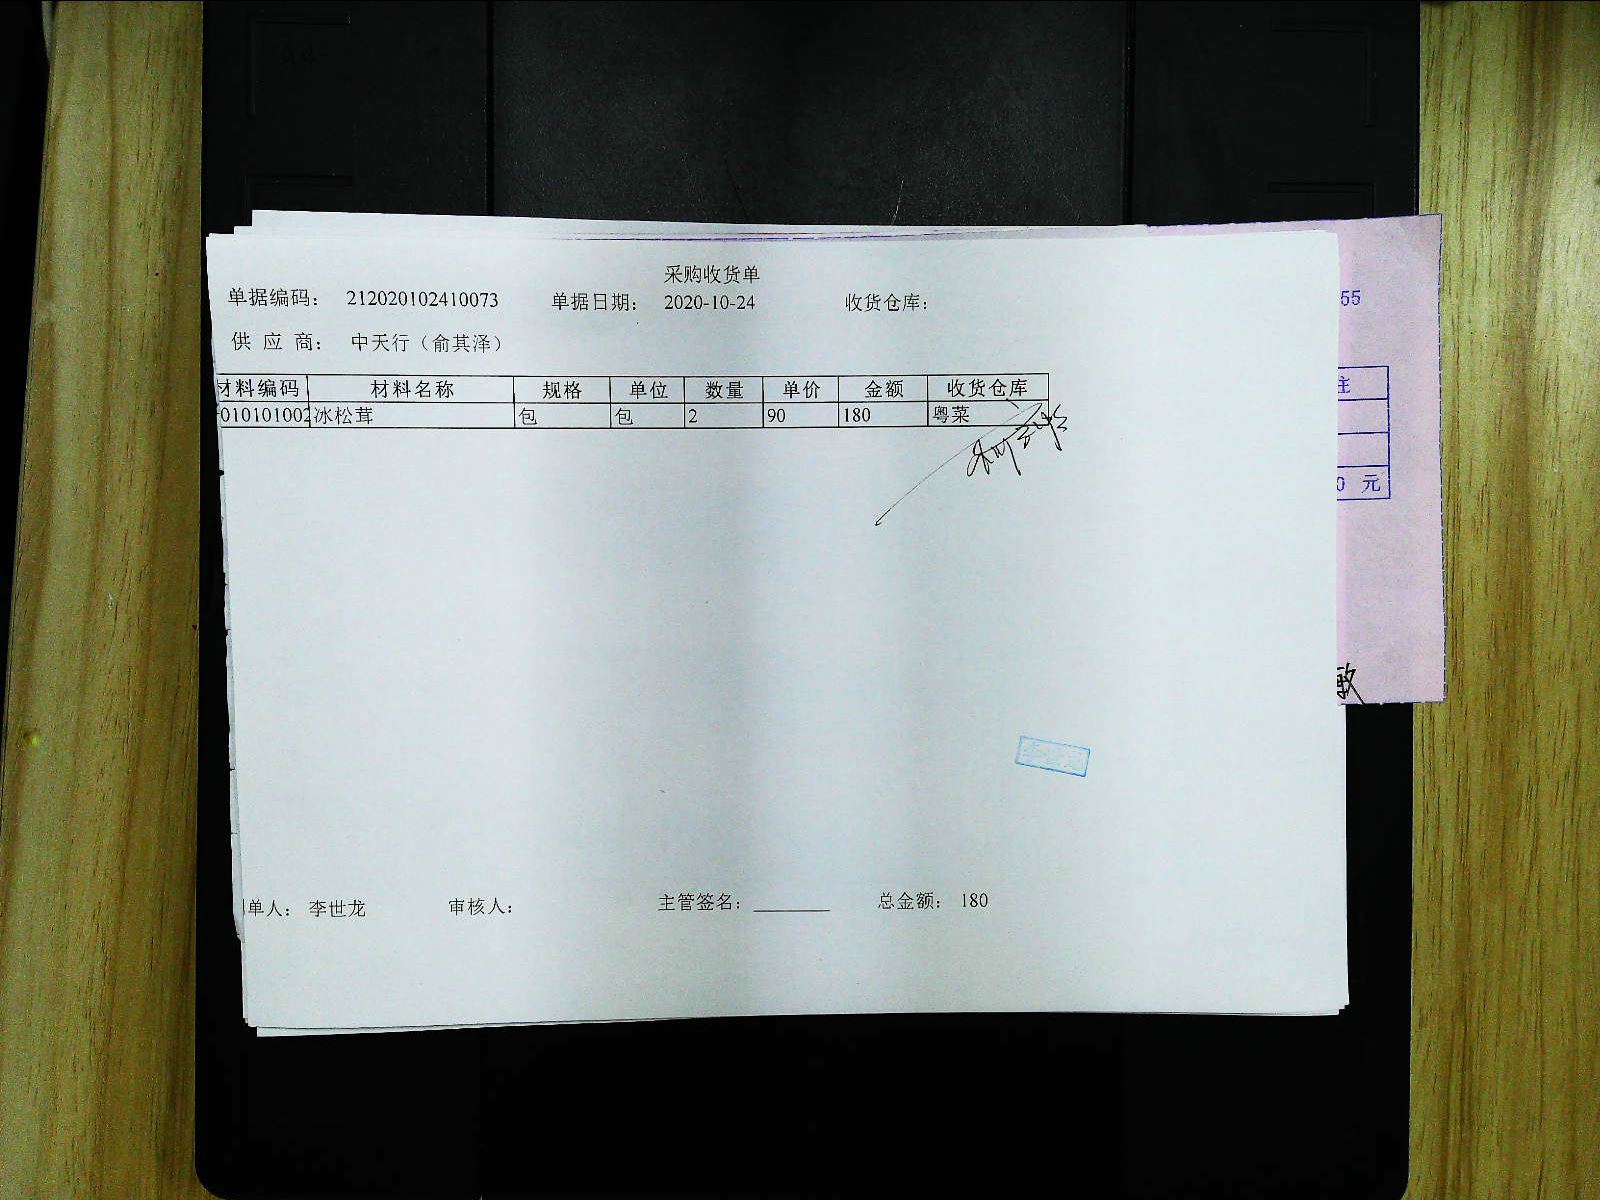 采购收货单
单据编码： 212020102410073 单据日期： 2020-10-24 收货仓库：
55
供 应 商： 中天行（俞其泽）
材料编码 材料名称 规格 单位 数量 单价 金额 收货仓库
注
010101002 冰松茸 包 包 2 90 180 粤菜
0 元
敏
单人： 李世龙 审核人： 主管签名： 总金额： 180